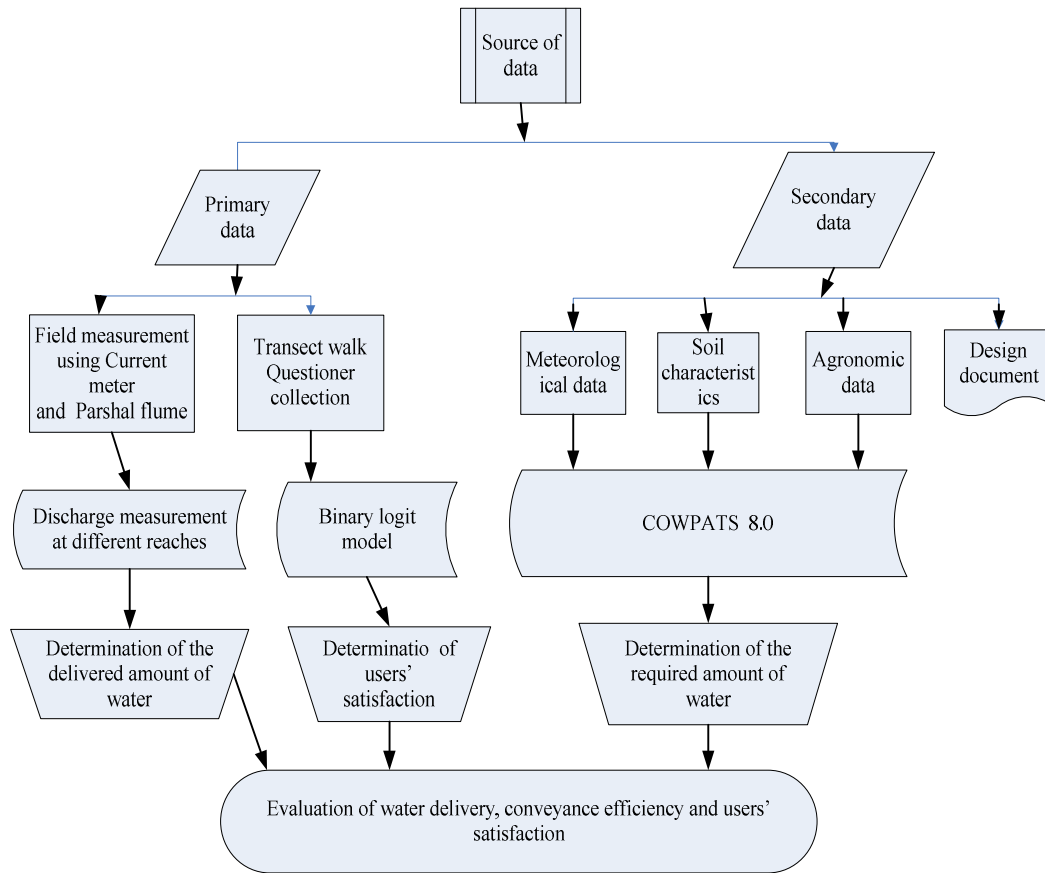 Source of
data
Primary
data
Secondary
data
Field measurement
using Current
meter
and Parshal flume
Transect walk
Questioner
collection
Meteorolog
ical data
Soil
characterist
ics
Agronomic
data
Design
document
Discharge measurement
at different reaches
Binary logit
model
COWPATS 8.0
Determination of the
delivered amount of
water
Determinatio of
users'
satisfaction
Determination of the
required amount of
water
Evaluation of water delivery, conveyance efficiency and users'
satisfaction